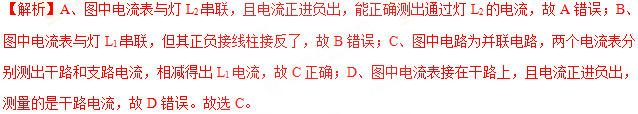 【解析】A、图中电流表与灯 L2 串联，且电流正进负出，能正确测出通过灯 L2 的电流，故 A 错误；B、
图中电流表与灯 L1 串联，但其正负接线柱接反了，故 B 错误；C、图中电路为并联电路，两个电流表分
别测出干路和支路电流，相减得出 L1 电流，故 C 正确；D、图中电流表接在干路上，且电流正进负出，
测量的是干路电流，故 D 错误。故选 C。